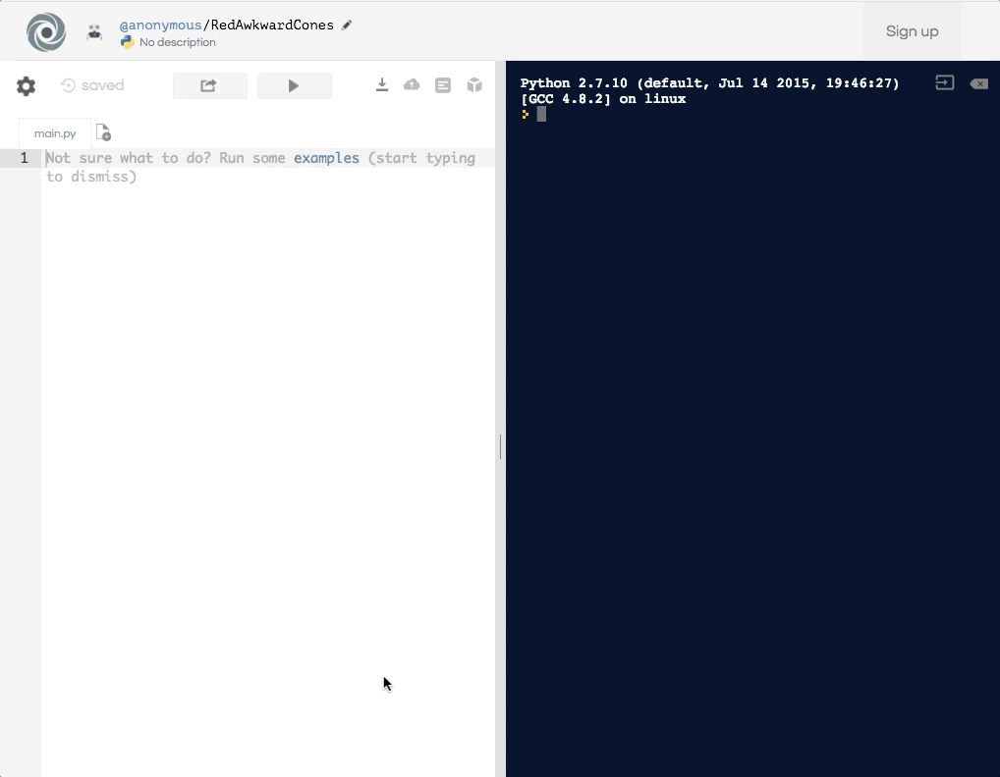 @anonymous/RedAwkwardCones
No description
Sign up
saved
main.py
1 Not sure what to do? Run some examples (start typing
to dismiss)
Python 2.7.10 (default, Jul 14 2015, 19:46:27)
[GCC 4.8.2] on linux